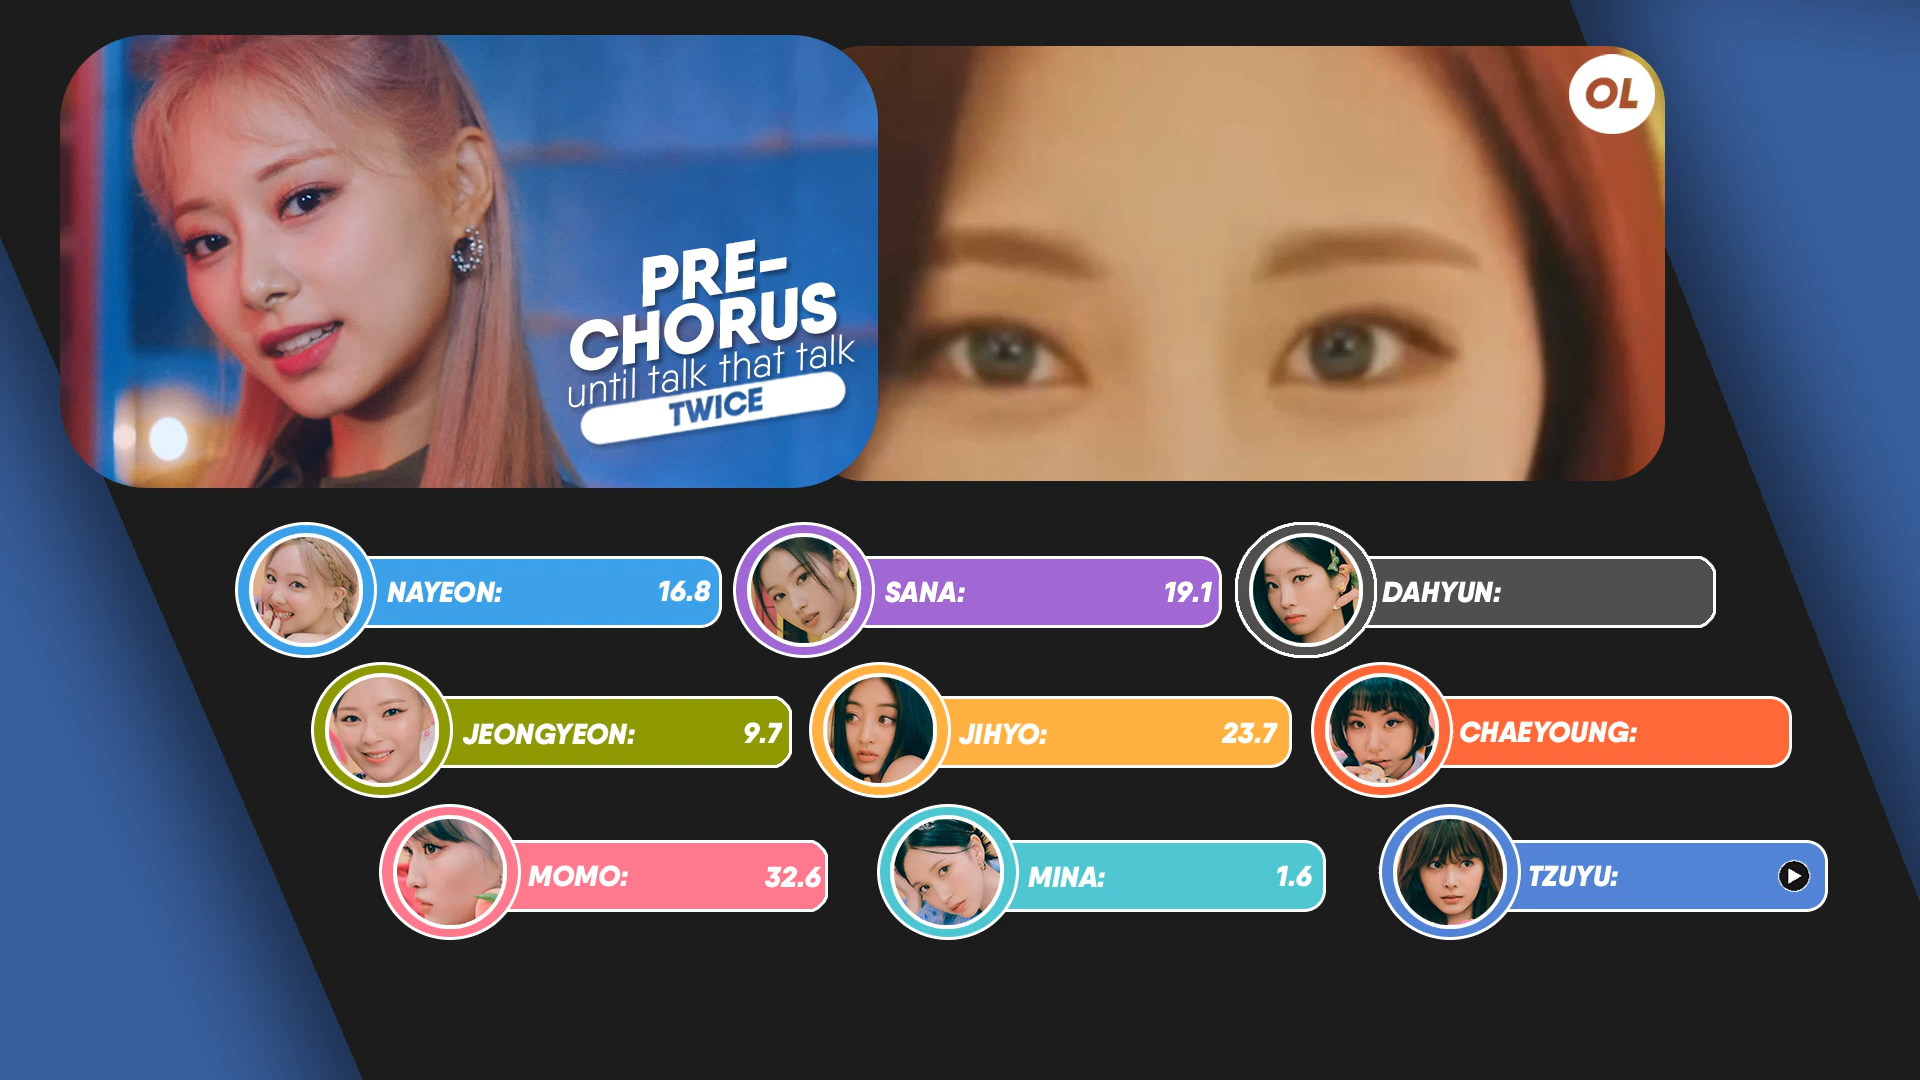 OL
PRE-
CHORUS
until talk that talk
TWICE
NAYEON: 16.8
SANA: 19.1
DAHYUN:
JEONGYEON: 9.7
JIHYO: 23.7
CHAEYOUNG:
MOMO: 32.6
MINA: 1.6
TZUYU: